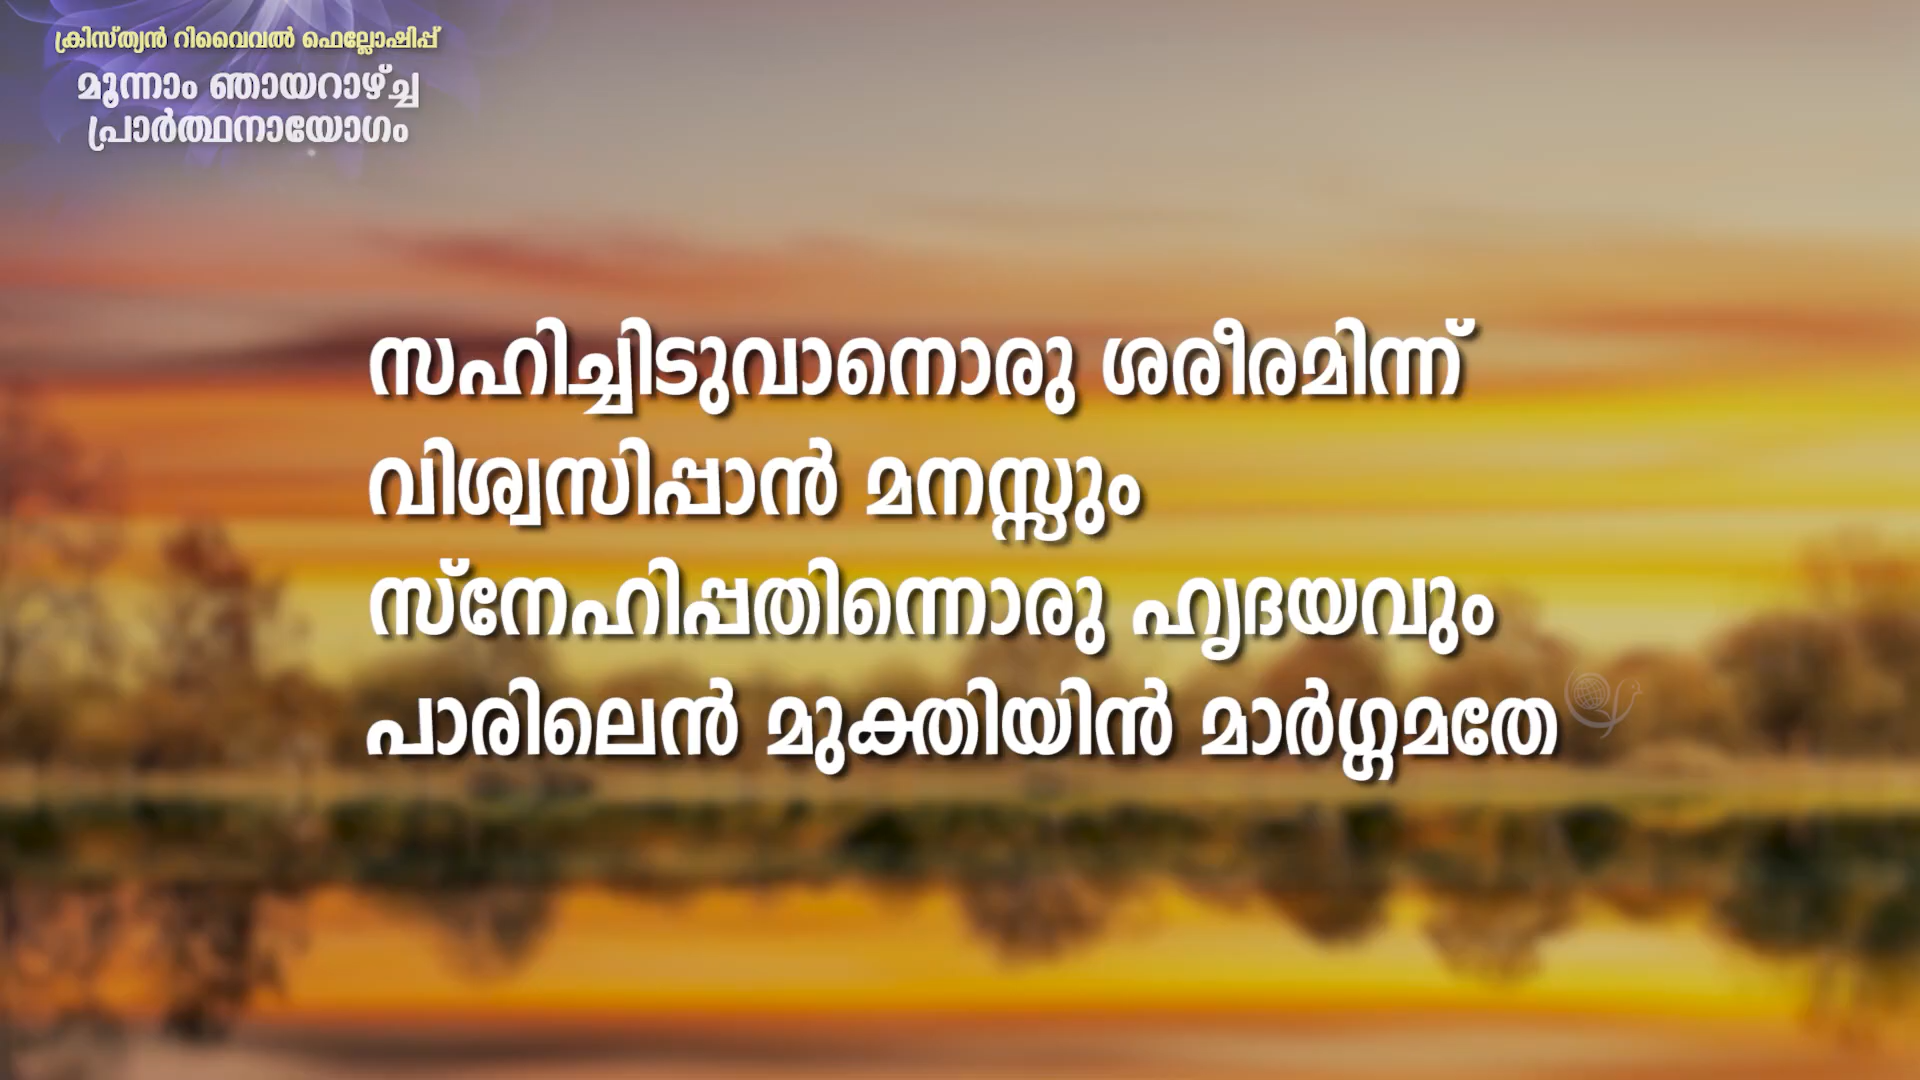 ക്രിസ്ത്യൻ റിവൈവൽ ഫെല്ലോഷിപ്പ്
മൂന്നാം ഞായറാഴ്ച്ച
പ്രാർത്ഥനായോഗം
സഹിച്ചിടുവാനൊരു ശരീരമിന്ന്
വിശ്വസിപ്പാൻ മനസ്സും
സ്നേഹിപ്പതിന്നൊരു ഹൃദയവും
പാരിലെൻ മുക്തിയിൻ മാർഗ്ഗമതേ